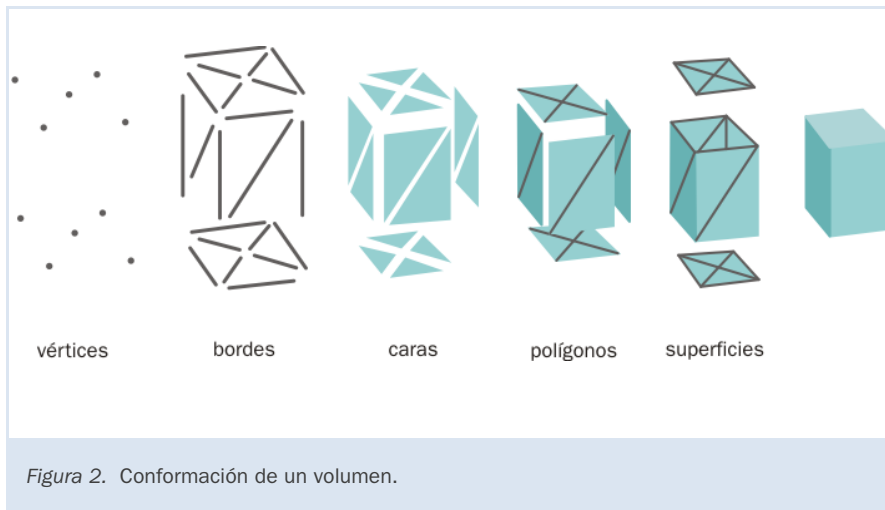 vértices bordes caras polígonos superficies
Figura 2. Conformación de un volumen.